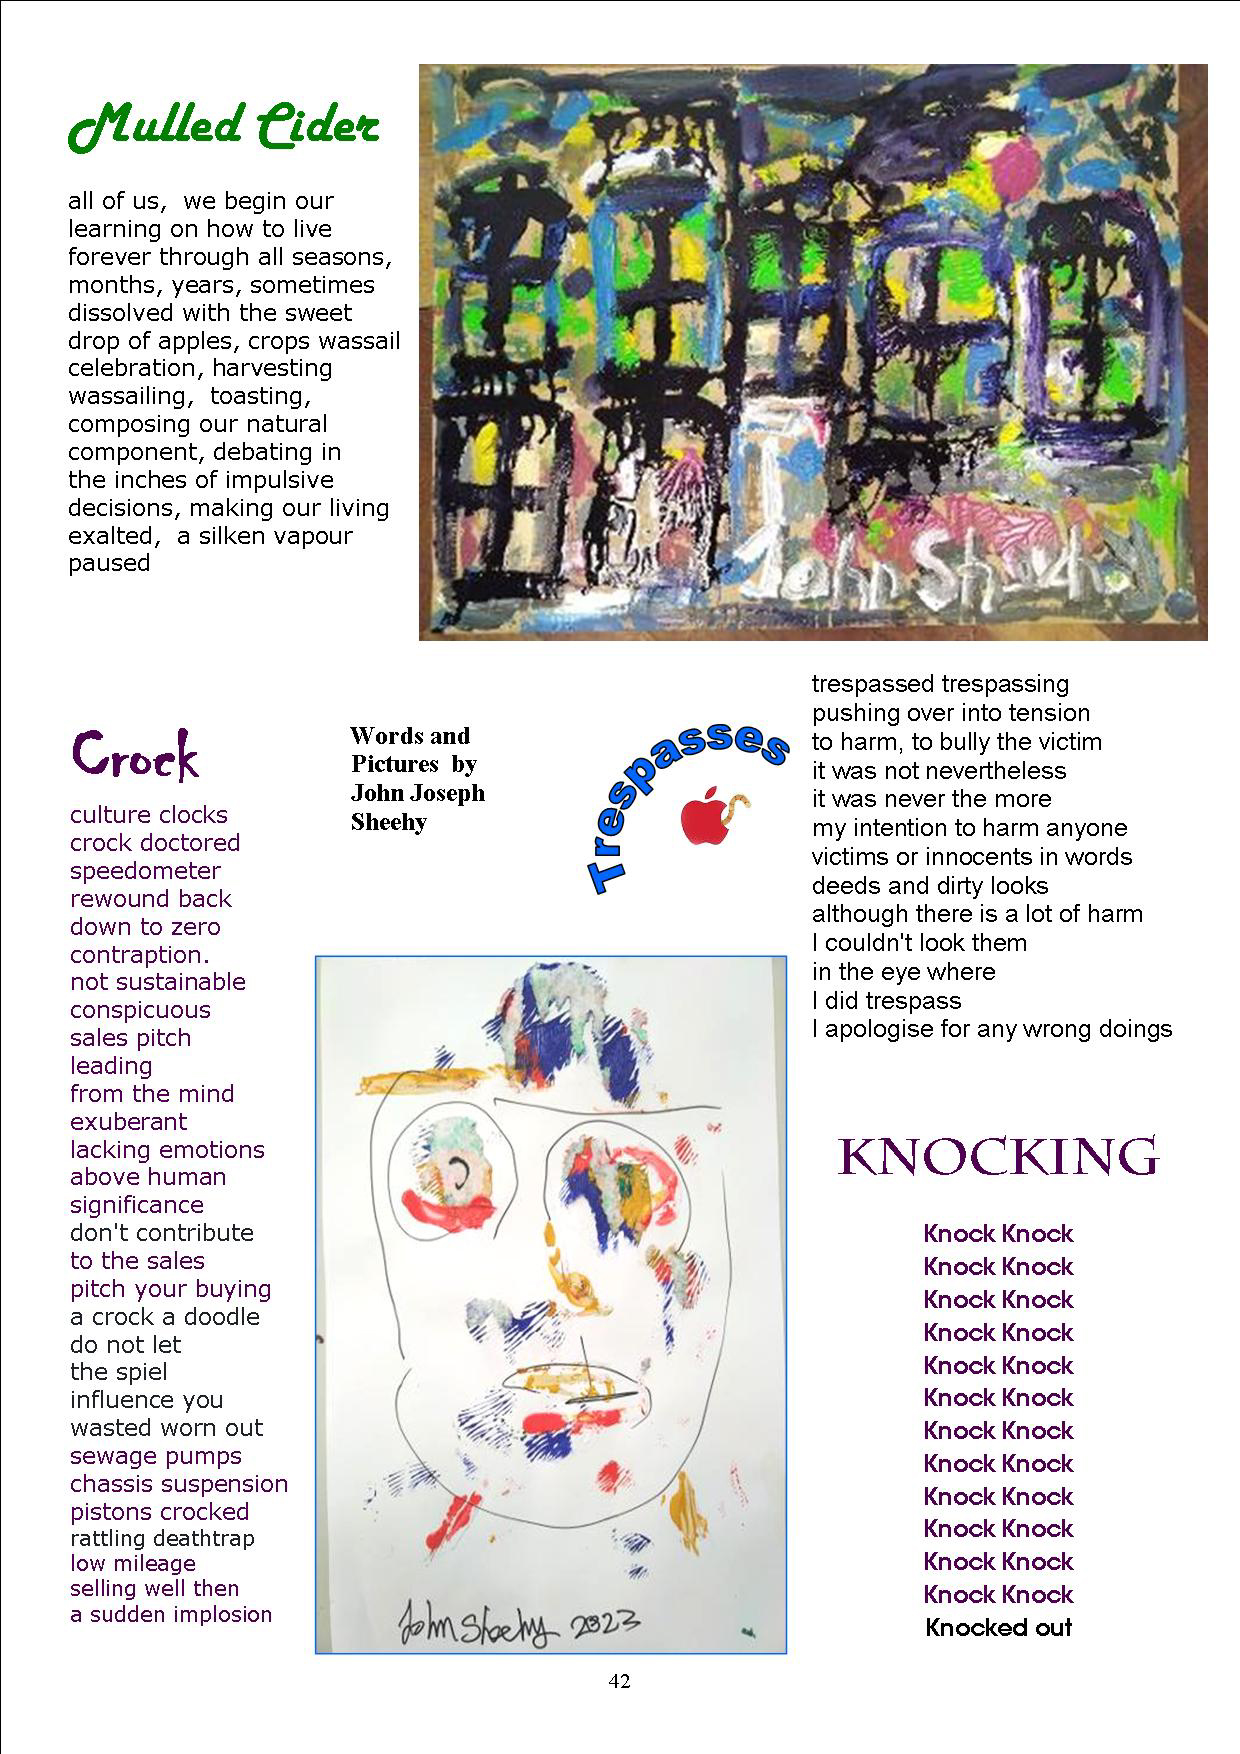 Mulled Cider
all of us,  we begin our
learning on how to live
forever through all seasons,
months, years, sometimes
dissolved with the sweet
drop of apples, crops wassail
celebration, harvesting
wassailing,  toasting,
composing our natural
component, debating in
the inches of impulsive
decisions, making our living
exalted,  a silken vapour
paused
John Sheehy
Crock
culture clocks
crock doctored
speedometer
rewound back
down to zero
contraption.
not sustainable
conspicuous
sales pitch
leading
from the mind
exuberant
lacking emotions
above human
significance
don't contribute
to the sales
pitch your buying
a crock a doodle
do not let
the spiel
influence you
wasted worn out
sewage pumps
chassis suspension
pistons crocked
rattling deathtrap
low mileage
selling well then
a sudden implosion
Words and
Pictures  by
John Joseph
Sheehy
Trespasses
trespassed trespassing
pushing over into tension
to harm, to bully the victim
it was not nevertheless
it was never the more
my intention to harm anyone
victims or innocents in words
deeds and dirty looks
although there is a lot of harm
I couldn't look them
in the eye where
I did trespass
I apologise for any wrong doings
John Sheehy 2023
KNOCKING
Knock Knock
Knock Knock
Knock Knock
Knock Knock
Knock Knock
Knock Knock
Knock Knock
Knock Knock
Knock Knock
Knock Knock
Knock Knock
Knock Knock
Knocked out
42